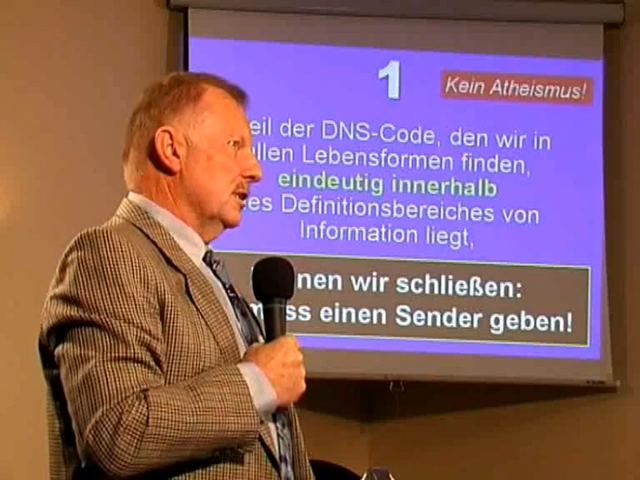 1
Kein Atheismus!
eil der DNS-Code, den wir in
llen Lebensformen finden,
eindeutig innerhalb
es Definitionsbereiches von
Information liegt,
nen wir schließen:
ss einen Sender geben!